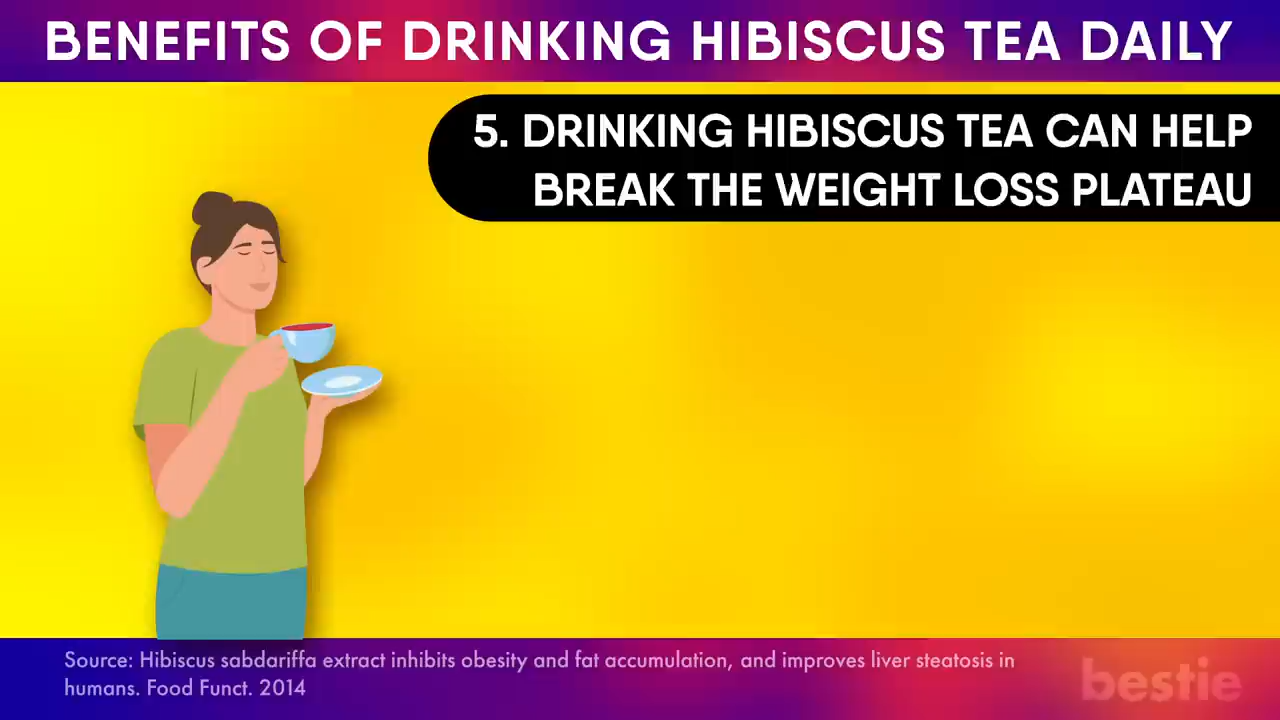 BENEFITS OF DRINKING HIBISCUS TEA DAILY
5. DRINKING HIBISCUS TEA CAN HELP
BREAK THE WEIGHT LOSS PLATEAU
Source: Hibiscus sabdariffa extract inhibits obesity and fat accumulation, and improves liver steatosis in
humans. Food Funct. 2014
bestie